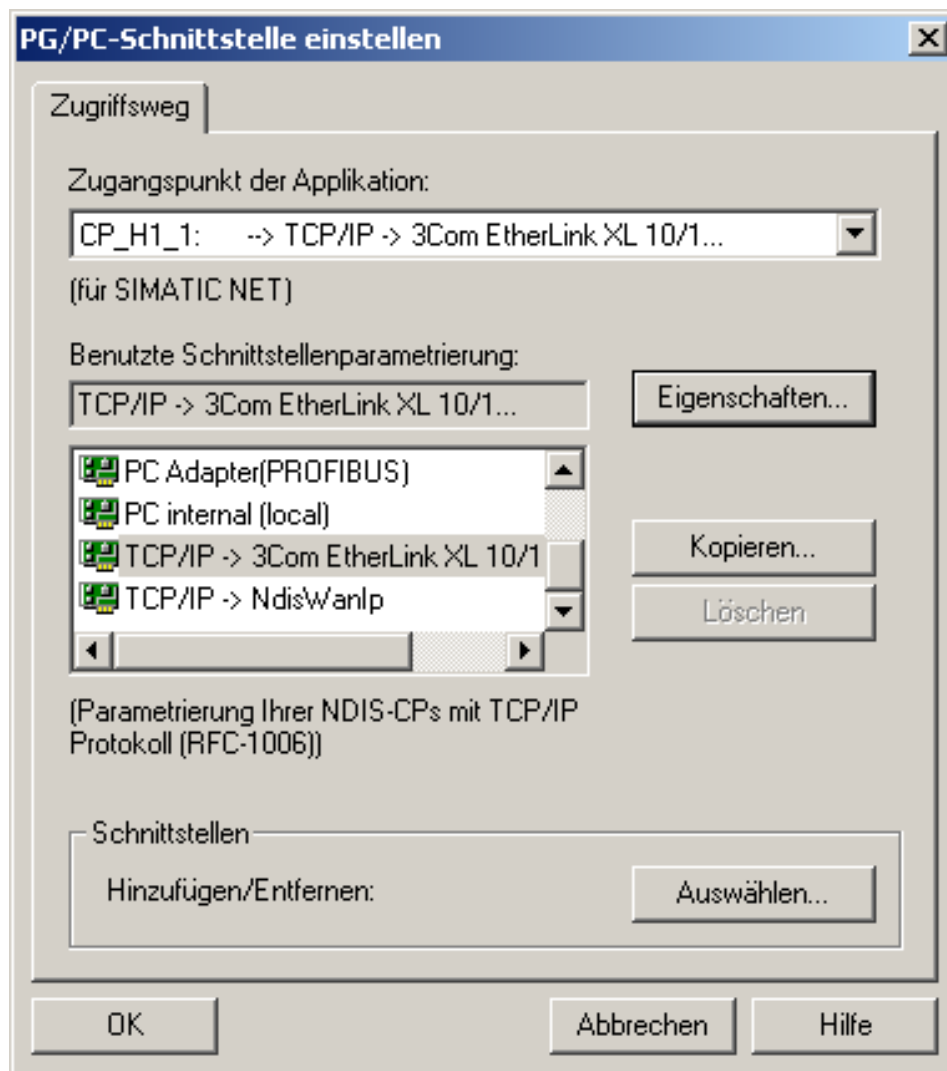 PG/PC-Schnittstelle einstellen
Zugriffsweg
Zugangspunkt der Applikation:
CP_H1_1: --> TCP/IP -> 3Com EtherLink XL 10/1...
(für SIMATIC NET)
Benutzte Schnittstellenparametrierung:
TCP/IP -> 3Com EtherLink XL 10/1...
Eigenschaften...
PC Adapter(PROFIBUS)
PC internal (local)
TCP/IP -> 3Com EtherLink XL 10/1
TCP/IP -> NdisWanIp
Kopieren...
Löschen
(Parametrierung Ihrer NDIS-CPs mit TCP/IP
Protokoll (RFC-1006))
Schnittstellen
Hinzufügen/Entfernen:
Auswählen...
OK
Abbrechen
Hilfe